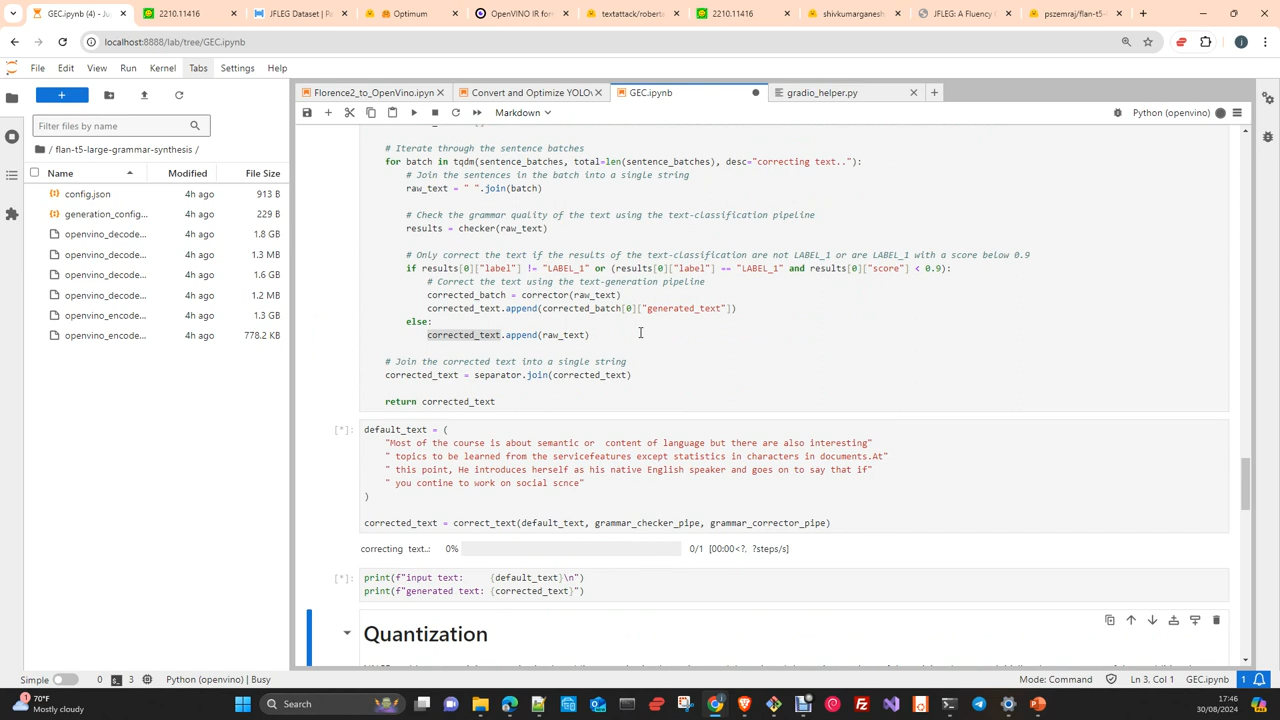 GEC.ipynb (4) - Ju
2210.11416
JFLEG Dataset | Pa
Optimum
OpenVINO IR form
textattack/roberta
2210.11416
shivkumarganesh
JFLEG: A Fluency C
pszemraj/flan-t5-
localhost:8888/lab/tree/GEC.ipynb
File Edit View Run Kernel Tabs Settings Help
Florence2_to_OpenVino.ipyn
Convert and Optimize YOLOv
GEC.ipynb
gradio_helper.py
Filter files by name
/ flan-t5-large-grammar-synthesis /
Name Modified File Size
config.json 4h ago 913 B
generation_config... 4h ago 229 B
openvino_decode... 4h ago 1.8 GB
openvino_decode... 4h ago 1.3 MB
openvino_decode... 4h ago 1.6 GB
openvino_decode... 4h ago 1.2 MB
openvino_encode... 4h ago 1.3 GB
openvino_encode... 4h ago 778.2 KB
Markdown
Python (openvino)
# Iterate through the sentence batches
for batch in tqdm(sentence_batches, total=len(sentence_batches), desc="correcting text.."):
# Join the sentences in the batch into a single string
raw_text = " ".join(batch)
# Check the grammar quality of the text using the text-classification pipeline
results = checker(raw_text)
# Only correct the text if the results of the text-classification are not LABEL_1 or are LABEL_1 with a score below 0.9
if results[0]["label"] != "LABEL_1" or (results[0]["label"] == "LABEL_1" and results[0]["score"] < 0.9):
# Correct the text using the text-generation pipeline
corrected_batch = corrector(raw_text)
corrected_text.append(corrected_batch[0]["generated_text"])
else:
corrected_text.append(raw_text)
# Join the corrected text into a single string
corrected_text = separator.join(corrected_text)
return corrected_text
[*]:
default_text = (
"Most of the course is about semantic or  content of language but there are also interesting"
" topics to be learned from the servicefeatures except statistics in characters in documents.At"
" this point, He introduces herself as his native English speaker and goes on to say that if"
" you contine to work on social scnce"
)
corrected_text = correct_text(default_text, grammar_checker_pipe, grammar_corrector_pipe)
correcting text..: 0% 0/1 [00:00<?, ?steps/s]
[*]:
print(f"input text:     {default_text}\n")
print(f"generated text: {corrected_text}")
Quantization
Simple 0 3 Python (openvino) | Busy
Mode: Command Ln 3, Col 1 GEC.ipynb 1
70°F
Mostly cloudy
Search
17:46
30/08/2024